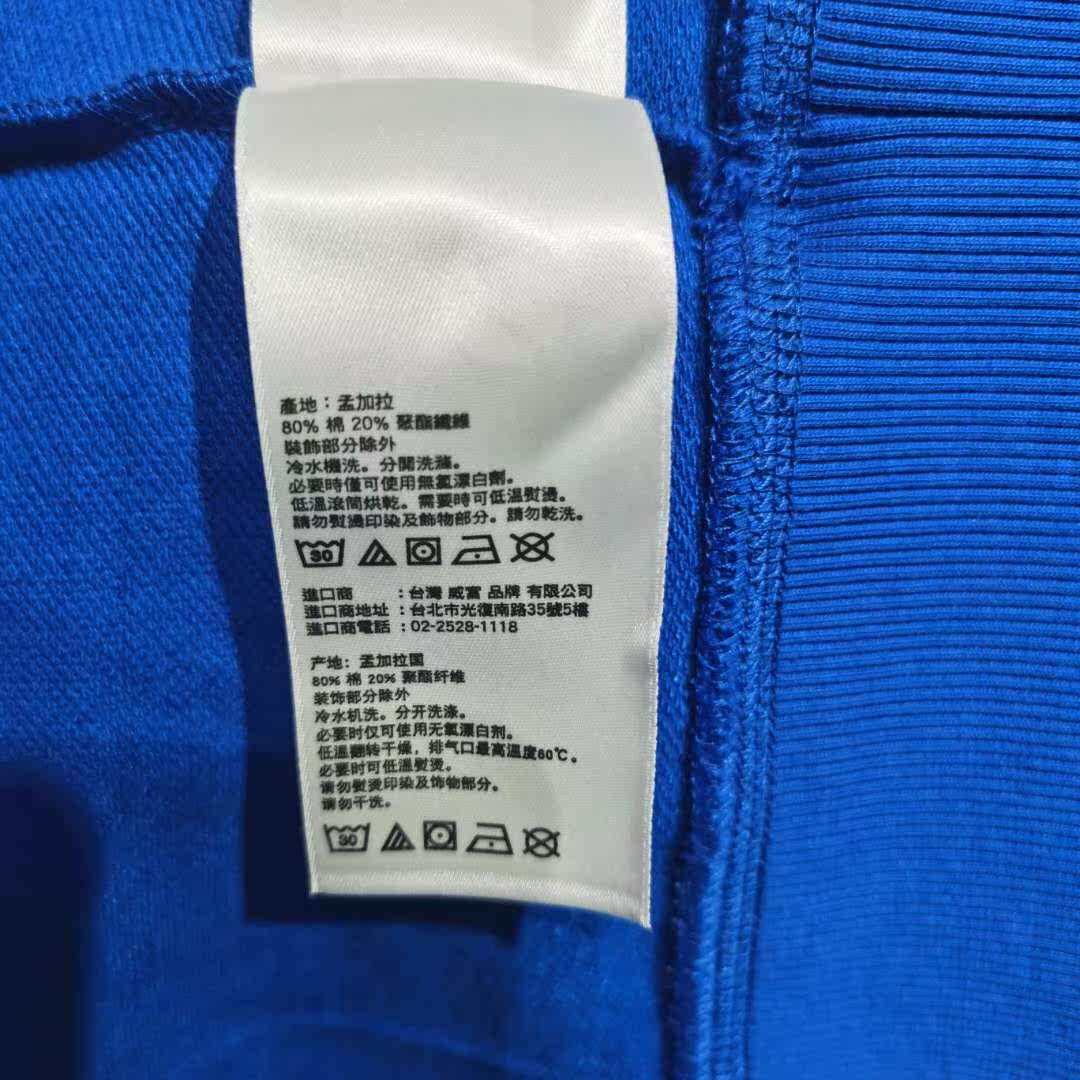 產地：孟加拉
80% 棉 20% 聚酯纖維
裝飾部分除外
冷水機洗。分開洗滌。
必要時僅可使用無氯漂白劑。
低溫滾筒烘乾。需要時可低溫熨燙。
請勿熨燙印染及飾物部分。請勿乾洗。
30
進口商 ：台灣 威富 品牌 有限公司
進口商地址 ：台北市光復南路35號5樓
進口商電話 ：02-2528-1118
产地：孟加拉国
80% 棉 20% 聚酯纤维
装饰部分除外
冷水机洗。分开洗涤。
必要时仅可使用无氯漂白剂。
低温翻转干燥，排气口最高温度60℃。
必要时可低温熨烫。
请勿熨烫印染及饰物部分。
请勿干洗。
30